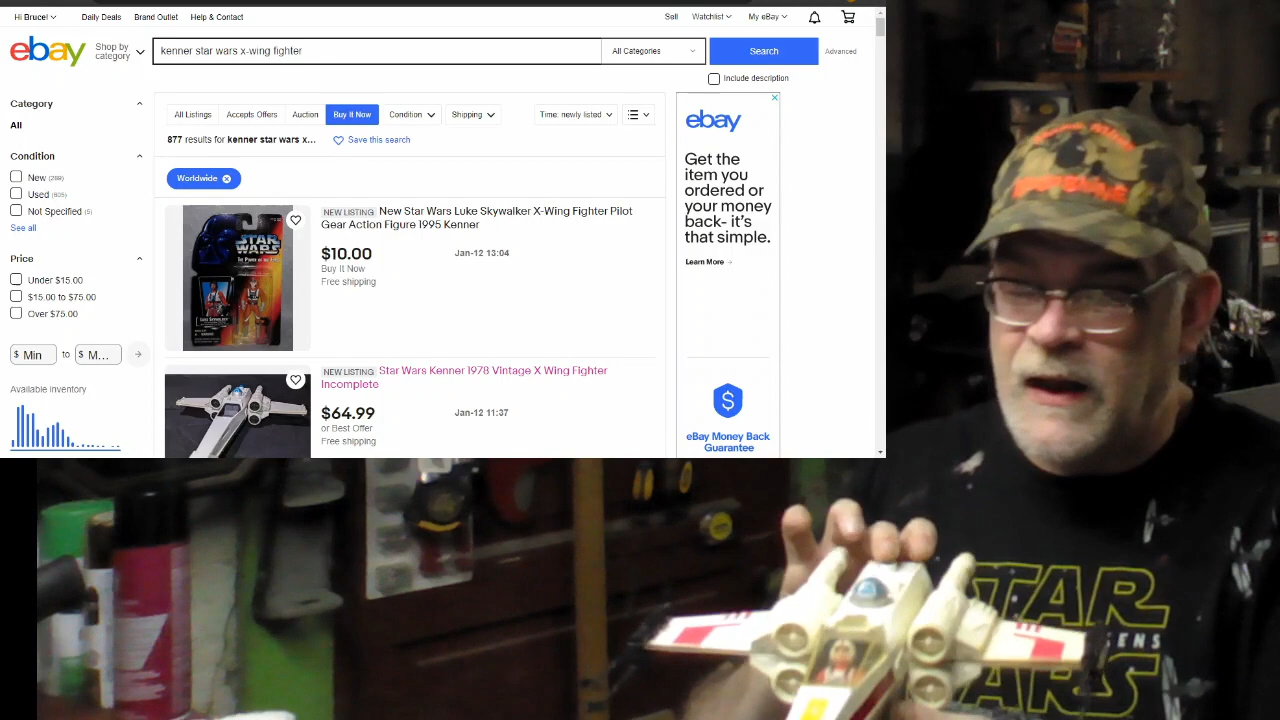 Hi Bruce! Daily Deals Brand Outlet Help & Contact Sell Watchlist My eBay
ebay Shop by category kenner star wars x-wing fighter All Categories Search Advanced
Include description
Category
All
Condition
New (289)
Used (605)
Not Specified (5)
See all
Price
Under $15.00
$15.00 to $75.00
Over $75.00
$ Min to $ M...
Available inventory
All Listings Accepts Offers Auction Buy It Now Condition Shipping Time: newly listed
877 results for kenner star wars x... Save this search
Worldwide
NEW LISTING New Star Wars Luke Skywalker X-Wing Fighter Pilot
Gear Action Figure 1995 Kenner
$10.00 Jan-12 13:04
Buy It Now
Free shipping
STAR
WARS
NEW LISTING Star Wars Kenner 1978 Vintage X Wing Fighter
Incomplete
$64.99 Jan-12 11:37
or Best Offer
Free shipping
ebay
Get the
item you
ordered or
your money
back- it's
that simple.
Learn More →
$
eBay Money Back
Guarantee
STAR
WARS